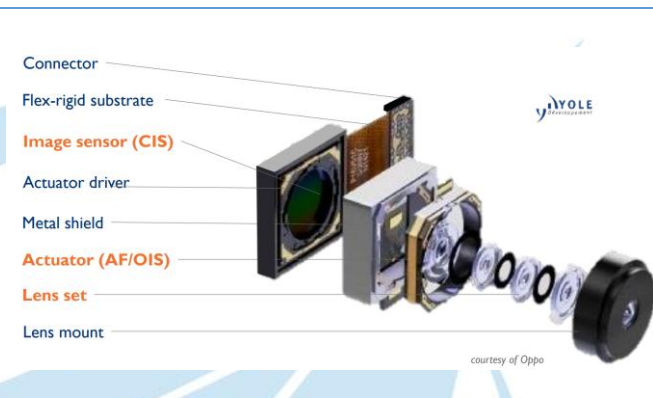 Connector
Flex-rigid substrate
Image sensor (CIS)
Actuator driver
Metal shield
Actuator (AF/OIS)
Lens set
Lens mount
YOLE
Développement
courtesy of Oppo